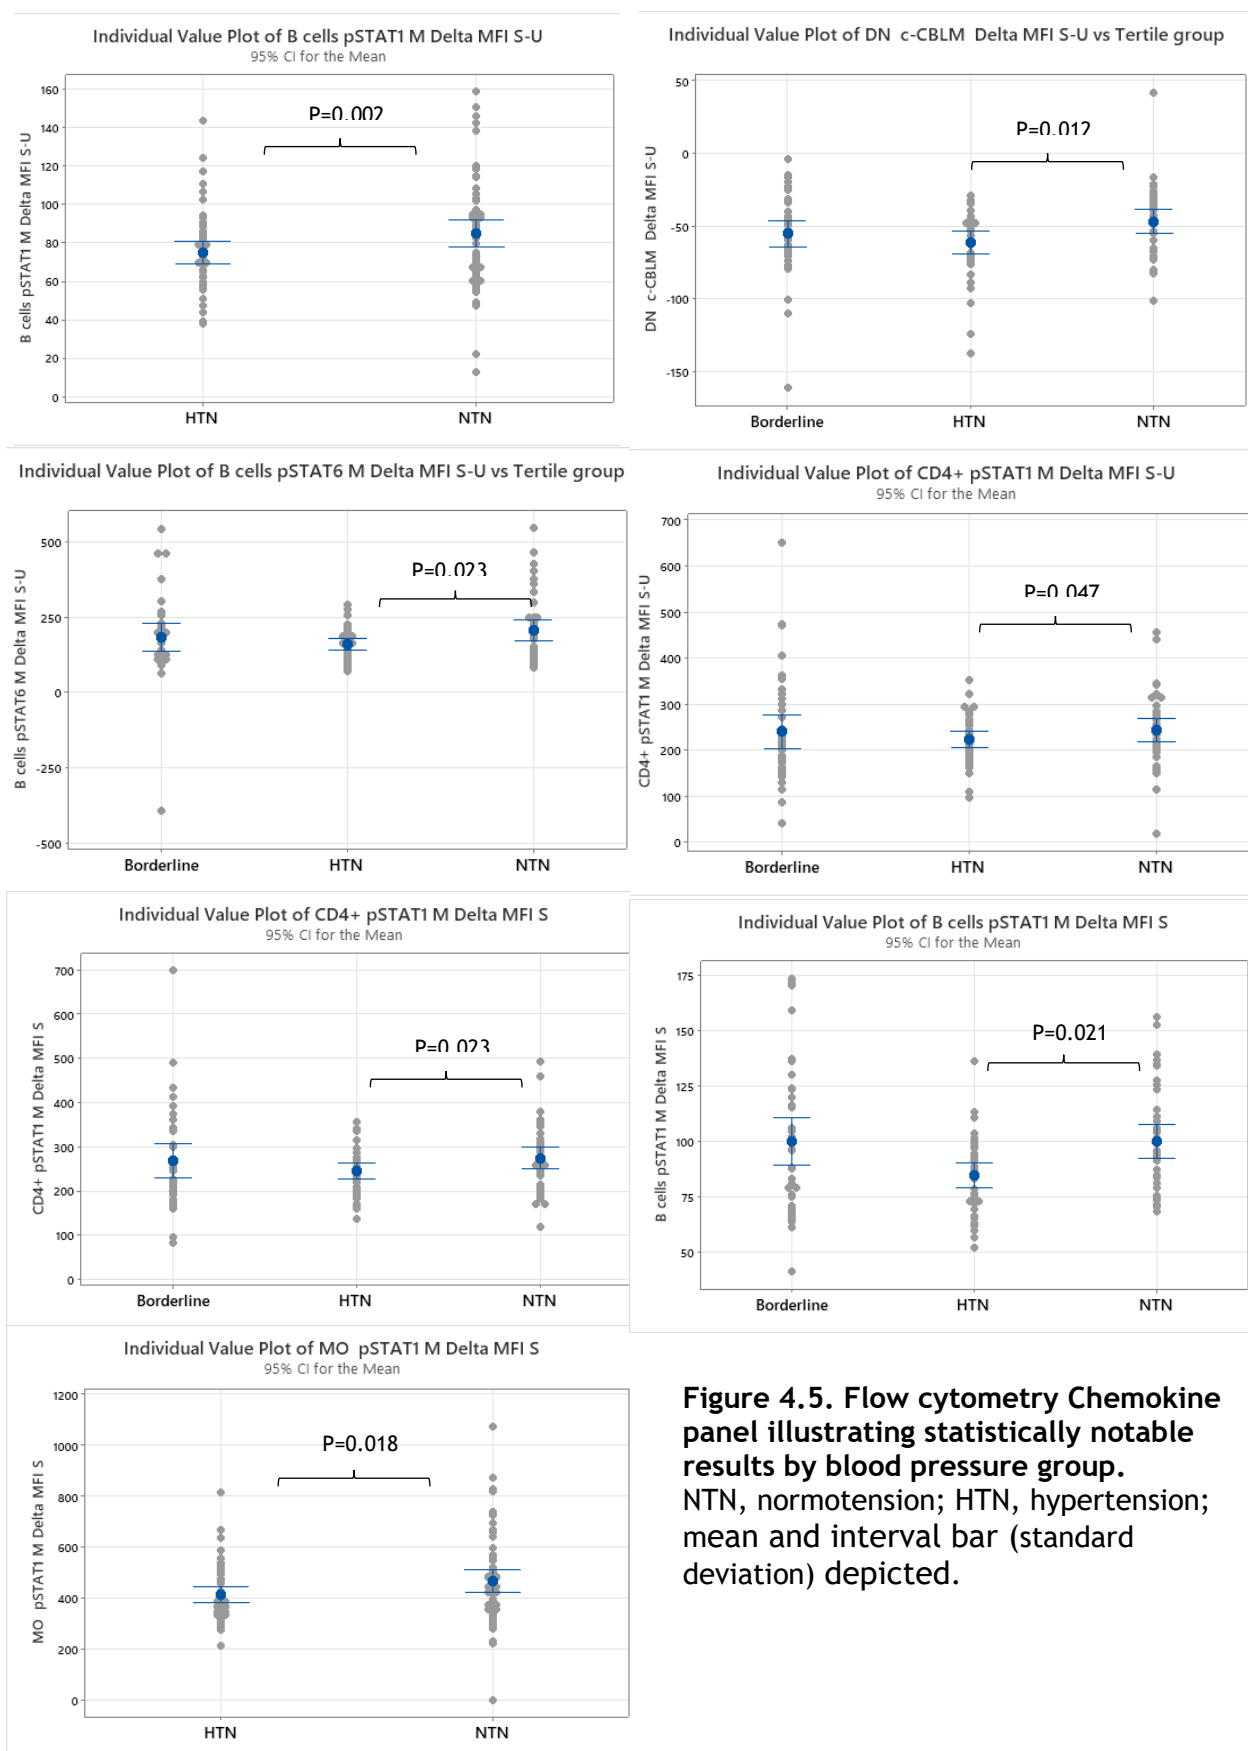 Individual Value Plot of B cells pSTAT1 M Delta MFI S-U
95% CI for the Mean
B cells pSTAT1 M Delta MFI S-U
160
140
120
100
80
60
40
20
0
P=0.002
HTN
NTN
Individual Value Plot of DN c-CBLM Delta MFI S-U vs Tertile group
DN c-CBLM Delta MFI S-U
50
0
-50
-100
-150
P=0.012
Borderline
HTN
NTN
Individual Value Plot of B cells pSTAT6 M Delta MFI S-U vs Tertile group
B cells pSTAT6 M Delta MFI S-U
500
250
0
-250
-500
P=0.023
Borderline
HTN
NTN
Individual Value Plot of CD4+ pSTAT1 M Delta MFI S-U
95% CI for the Mean
CD4+ pSTAT1 M Delta MFI S-U
700
600
500
400
300
200
100
0
P=0.047
Borderline
HTN
NTN
Individual Value Plot of CD4+ pSTAT1 M Delta MFI S
95% CI for the Mean
CD4+ pSTAT1 M Delta MFI S
700
600
500
400
300
200
100
0
P=0.023
Borderline
HTN
NTN
Individual Value Plot of B cells pSTAT1 M Delta MFI S
95% CI for the Mean
B cells pSTAT1 M Delta MFI S
175
150
125
100
75
50
P=0.021
Borderline
HTN
NTN
Individual Value Plot of MO pSTAT1 M Delta MFI S
95% CI for the Mean
MO pSTAT1 M Delta MFI S
1200
1000
800
600
400
200
0
P=0.018
HTN
NTN
Figure 4.5. Flow cytometry Chemokine
panel illustrating statistically notable
results by blood pressure group.
NTN, normotension; HTN, hypertension;
mean and interval bar (standard
deviation) depicted.